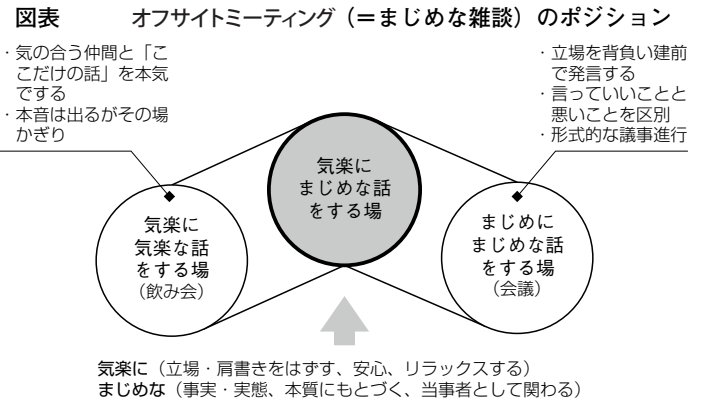 図表　オフサイトミーティング（＝まじめな雑談）のポジション
・気の合う仲間と「こ
こだけの話」を本気
でする
・本音は出るがその場
かぎり
・立場を背負い建前
で発言する
・言っていいことと
悪いことを区別
・形式的な議事進行
気楽に
まじめな話
をする場
気楽に
気楽な話
をする場
（飲み会）
まじめに
まじめな話
をする場
（会議）
気楽に（立場・肩書きをはずす、安心、リラックスする）
まじめな（事実・実態、本質にもとづく、当事者として関わる）